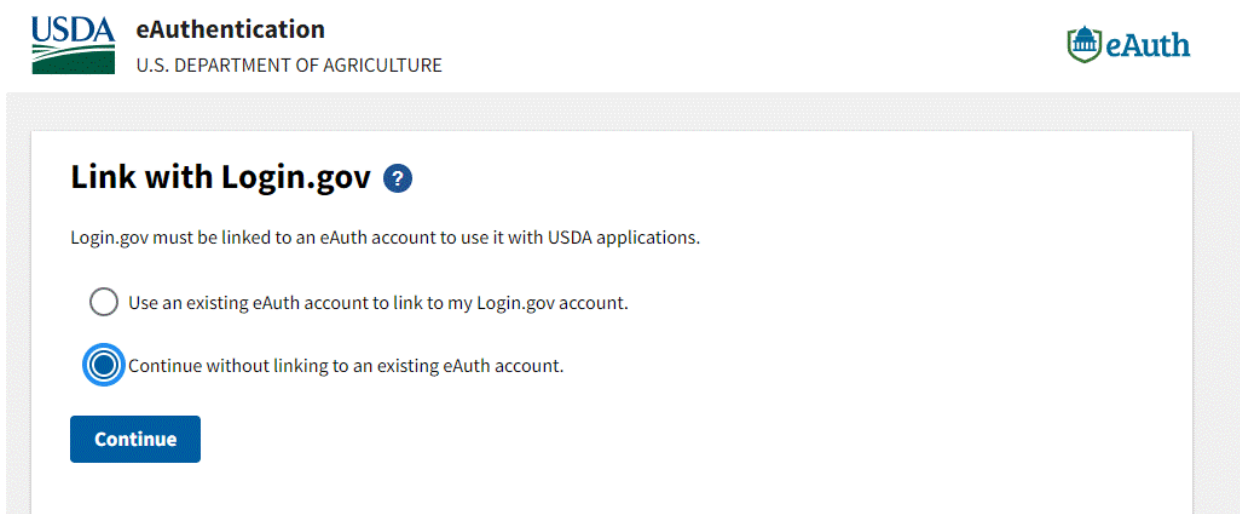 USDA
eAuthentication
U.S. DEPARTMENT OF AGRICULTURE
eAuth
Link with Login.gov ?
Login.gov must be linked to an eAuth account to use it with USDA applications.
Use an existing eAuth account to link to my Login.gov account.
Continue without linking to an existing eAuth account.
Continue